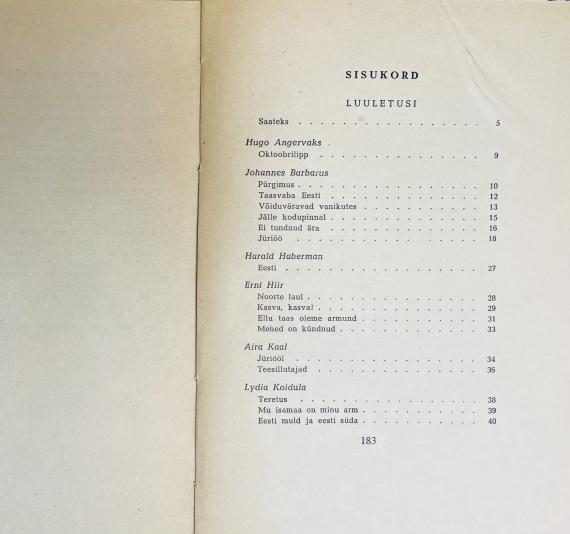 SISUKORD
LUULETUSI
Saateks . . . . . . . . . . . . . . . . . 5
Hugo Angervaks
Oktoobrilipp . . . . . . . . . . . . . . . 9
Johannes Barbarus
Pürgimus . . . . . . . . . . . . . . . . . 10
Taasvaba Eesti . . . . . . . . . . . . . . 12
Võiduväravad vanikutes . . . . . . . . . . . 13
Jälle kodupinnal . . . . . . . . . . . . . . 15
Ei tundnud ära . . . . . . . . . . . . . . 16
Jüriöö . . . . . . . . . . . . . . . . . 18
Harald Haberman
Eesti . . . . . . . . . . . . . . . . . . 27
Erni Hiir
Noorte laul . . . . . . . . . . . . . . . . 28
Kasva, kasva! . . . . . . . . . . . . . . . 29
Ellu taas oleme armund . . . . . . . . . . . 31
Mehed on kündnud . . . . . . . . . . . . . 33
Aira Kaal
Jüriööl . . . . . . . . . . . . . . . . . 34
Teesillutajad . . . . . . . . . . . . . . . 36
Lydia Koidula
Teretus . . . . . . . . . . . . . . . . . 38
Mu isamaa on minu arm . . . . . . . . . . . 39
Eesti muld ja eesti süda . . . . . . . . . . . 40
183